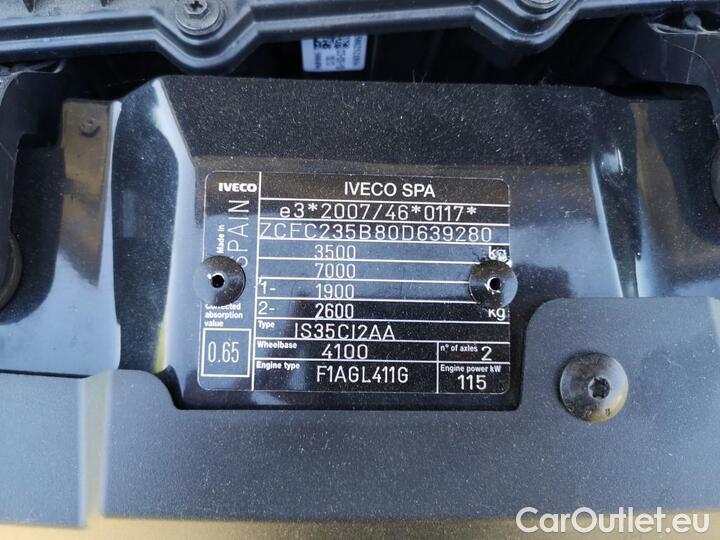 IVECO
IVECO SPA
e3*2007/46*0117*
ZCFC235B80D639280
Made in
SPAIN
3500 kg
7000
1- 1900
2- 2600 kg
Corrected
absorption
value
0.65
Type IS35CI2AA
Wheelbase 4100 n° of axles 2
Engine type F1AGL411G Engine power kW 115
8
CarOutlet.eu